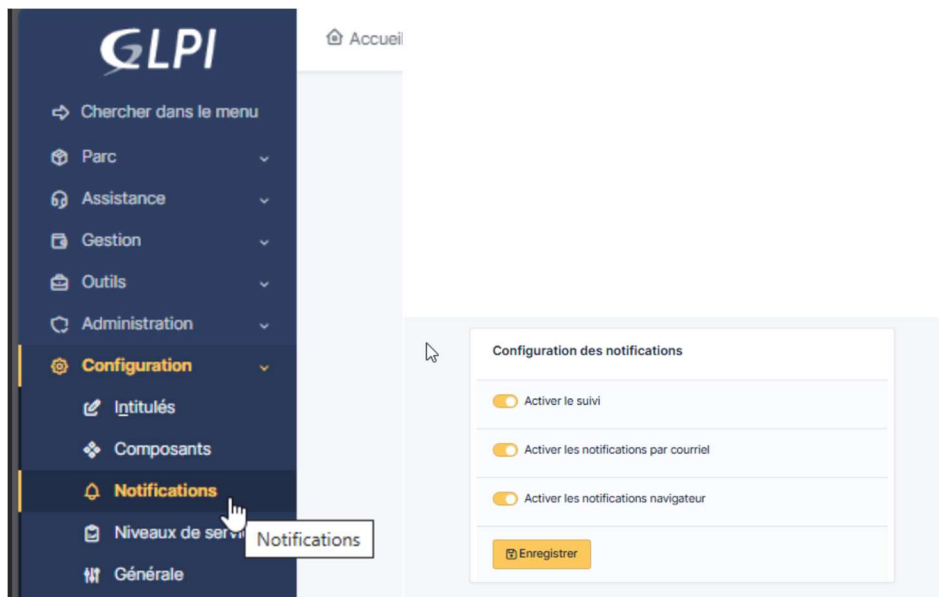 GLPI
Accueil
Chercher dans le menu
Parc
Assistance
Gestion
Outils
Administration
Configuration
Intitulés
Composants
Notifications
Niveaux de servi
Notifications
Générale
Configuration des notifications
Activer le suivi
Activer les notifications par courriel
Activer les notifications navigateur
Enregistrer